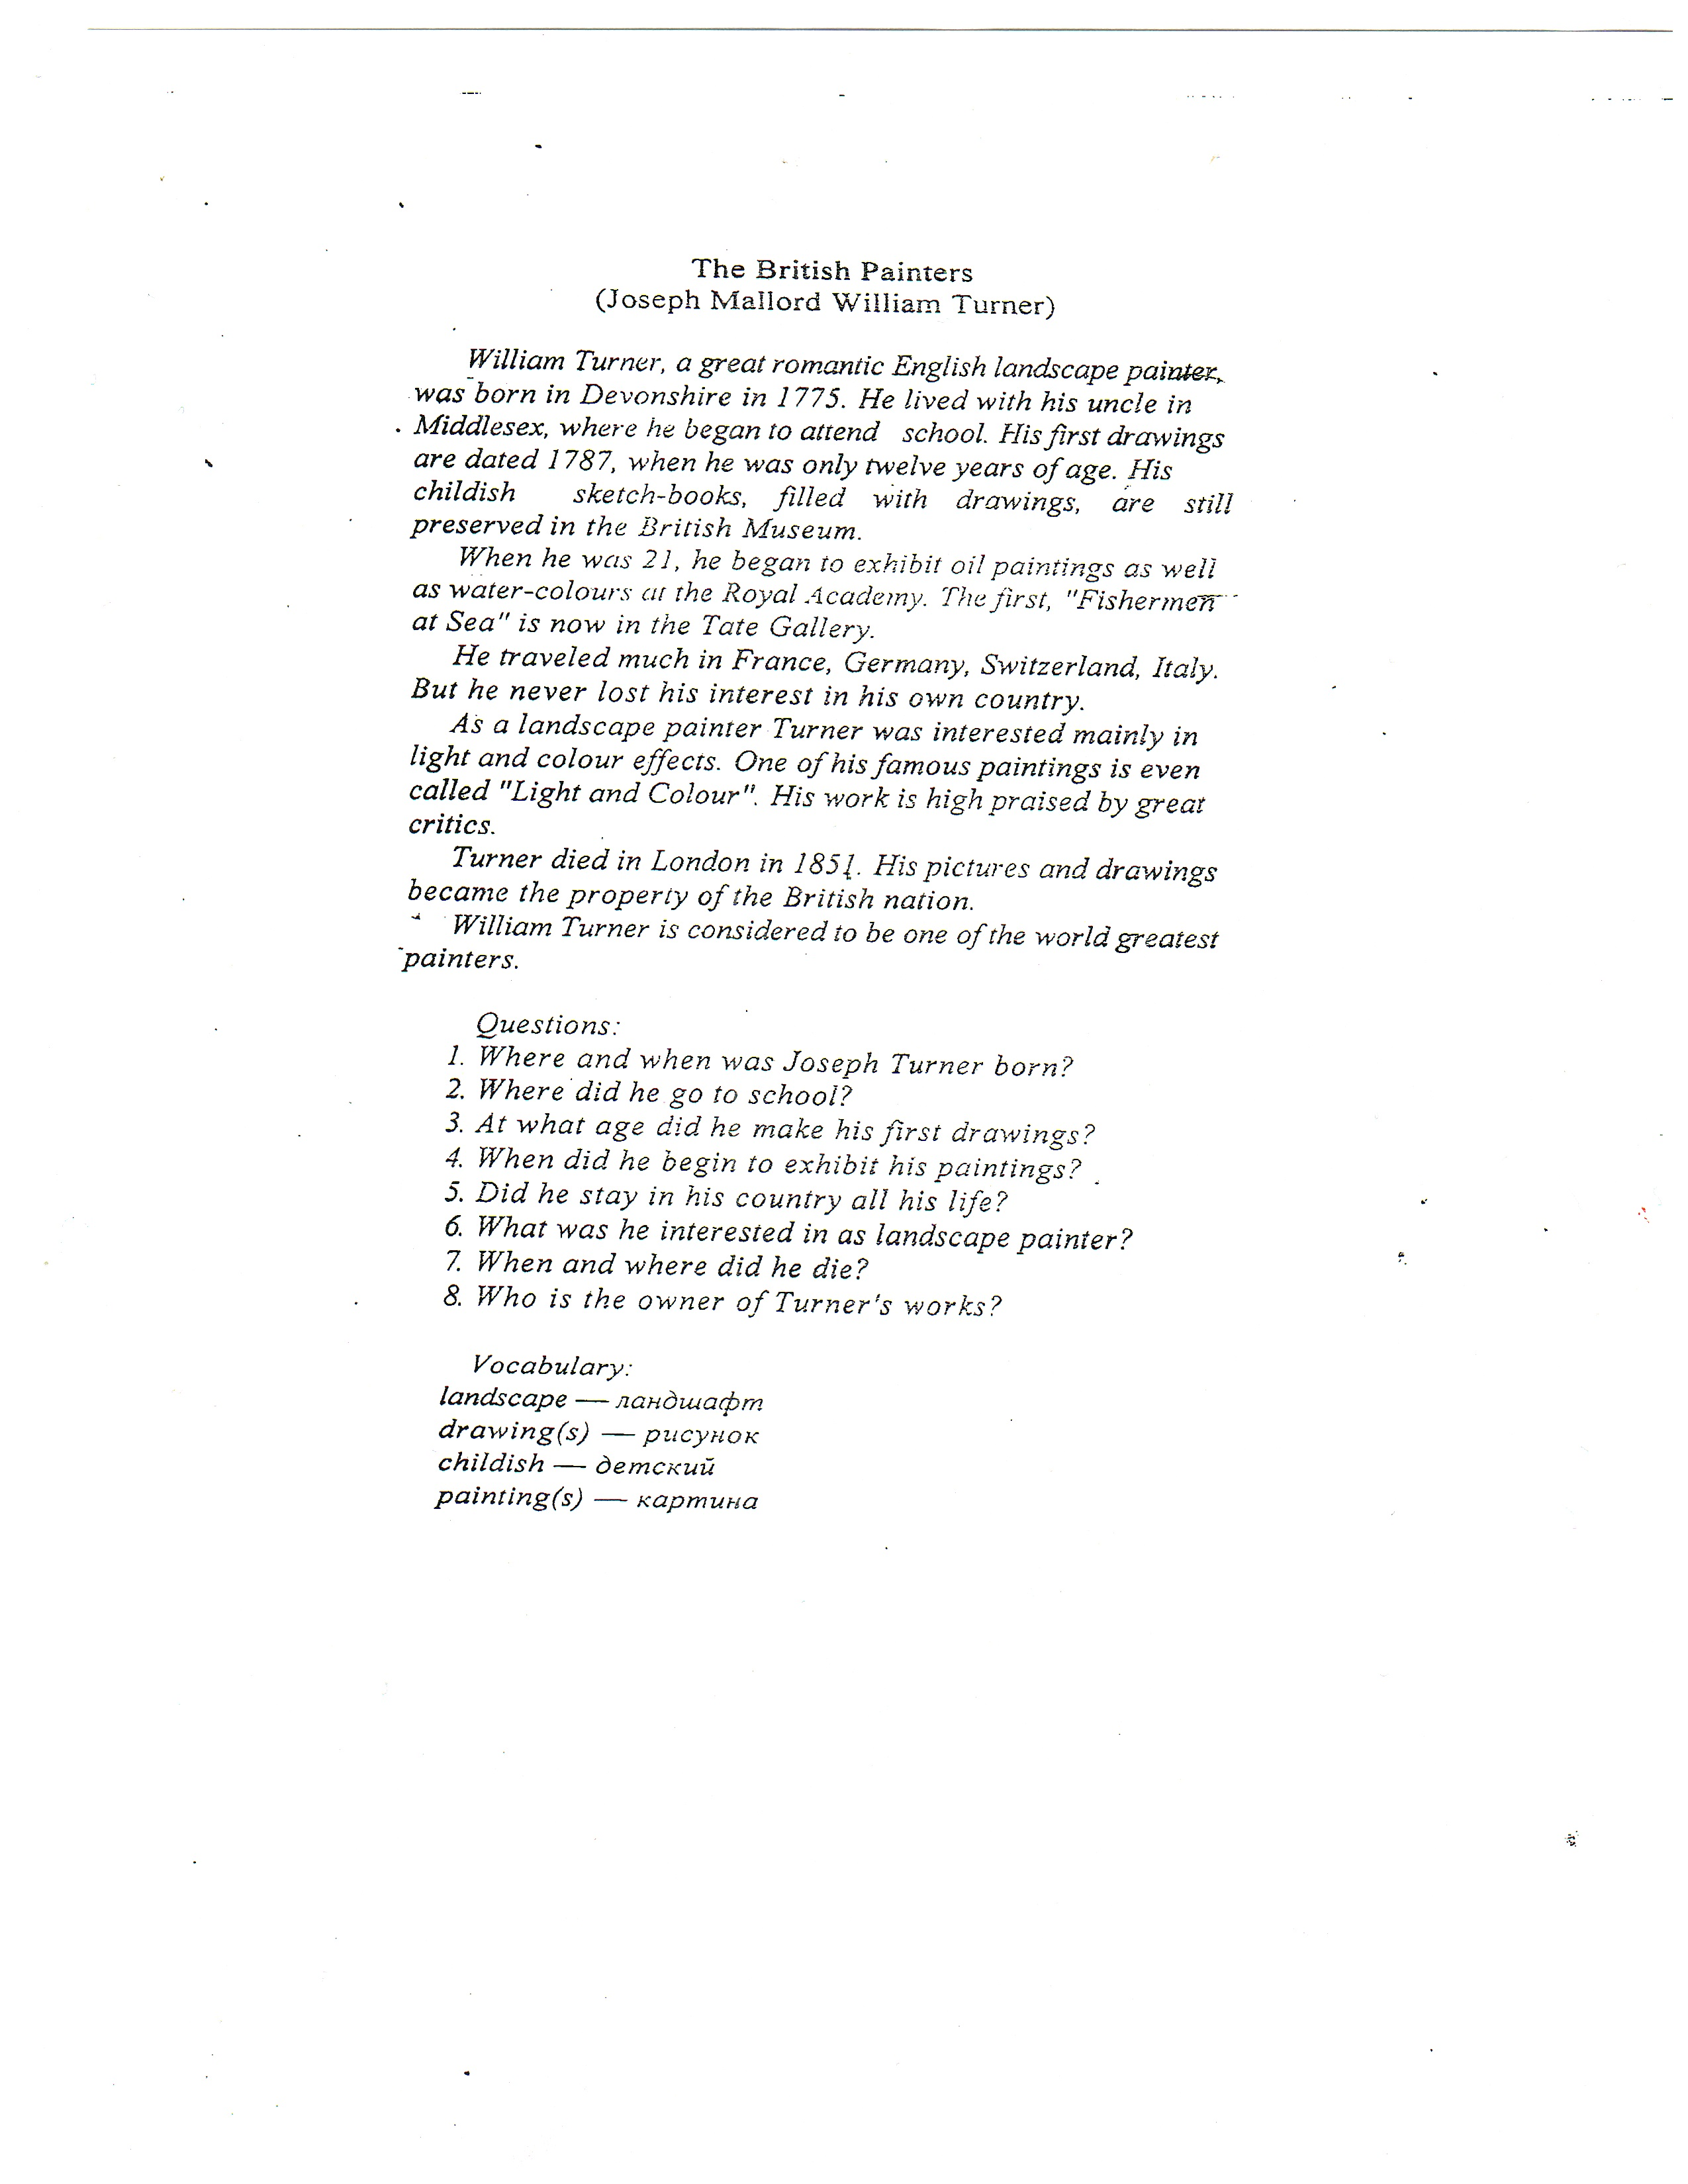 The British Painters
(Joseph Mallord William Turner)
William Turner, a great romantic English landscape painter,
was born in Devonshire in 1775. He lived with his uncle in
Middlesex, where he began to attend school. His first drawings
are dated 1787, when he was only twelve years of age. His
childish sketch-books, filled with drawings, are still
preserved in the British Museum.
When he was 21, he began to exhibit oil paintings as well
as water-colours at the Royal Academy. The first, "Fishermen
at Sea" is now in the Tate Gallery.
He traveled much in France, Germany, Switzerland, Italy.
But he never lost his interest in his own country.
As a landscape painter Turner was interested mainly in
light and colour effects. One of his famous paintings is even
called "Light and Colour". His work is high praised by great
critics.
Turner died in London in 1851. His pictures and drawings
became the property of the British nation.
William Turner is considered to be one of the world greatest
painters.
Questions:
1. Where and when was Joseph Turner born?
2. Where did he go to school?
3. At what age did he make his first drawings?
4. When did he begin to exhibit his paintings?
5. Did he stay in his country all his life?
6. What was he interested in as landscape painter?
7. When and where did he die?
8. Who is the owner of Turner's works?
Vocabulary:
landscape — ландшафт
drawing(s) — рисунок
childish — детский
painting(s) — картина